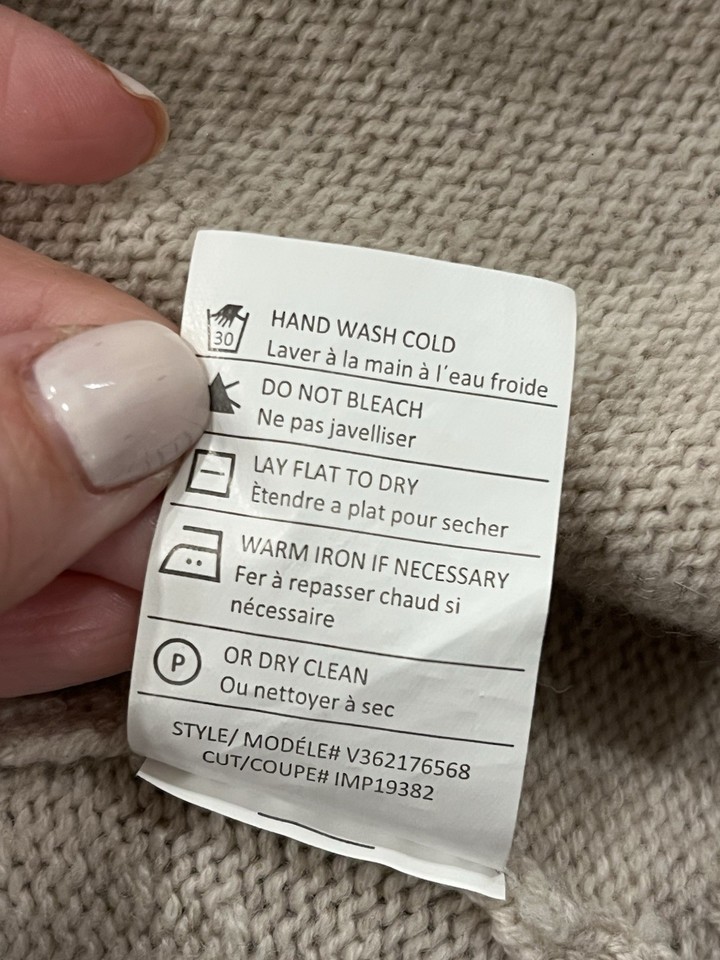 30
HAND WASH COLD
Laver à la main à l´eau froide
DO NOT BLEACH
Ne pas javelliser
LAY FLAT TO DRY
Ètendre a plat pour secher
WARM IRON IF NECESSARY
Fer à repasser chaud si
nécessaire
P
OR DRY CLEAN
Ou nettoyer à sec
STYLE/ MODÉLE# V362176568
CUT/COUPE# IMP19382